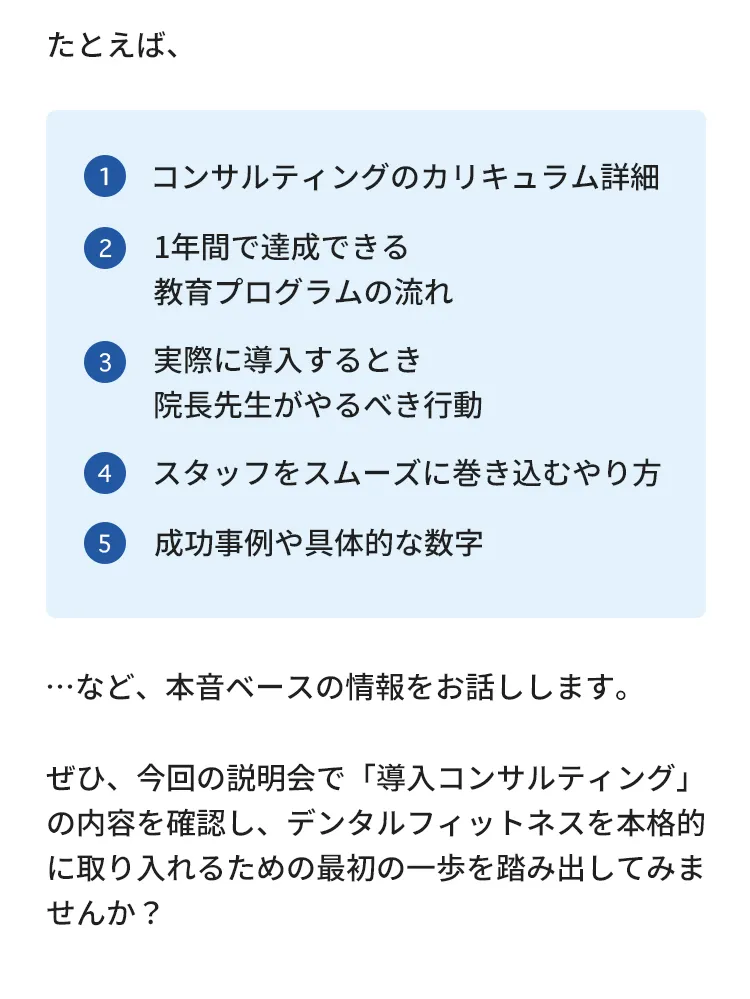 たとえば、
1 コンサルティングのカリキュラム詳細
2 1年間で達成できる
教育プログラムの流れ
3 実際に導入するとき
院長先生がやるべき行動
4 スタッフをスムーズに巻き込むやり方
5 成功事例や具体的な数字
…など、本音ベースの情報をお話しします。
ぜひ、今回の説明会で「導入コンサルティング」
の内容を確認し、デンタルフィットネスを本格的
に取り入れるための最初の一歩を踏み出してみま
せんか？